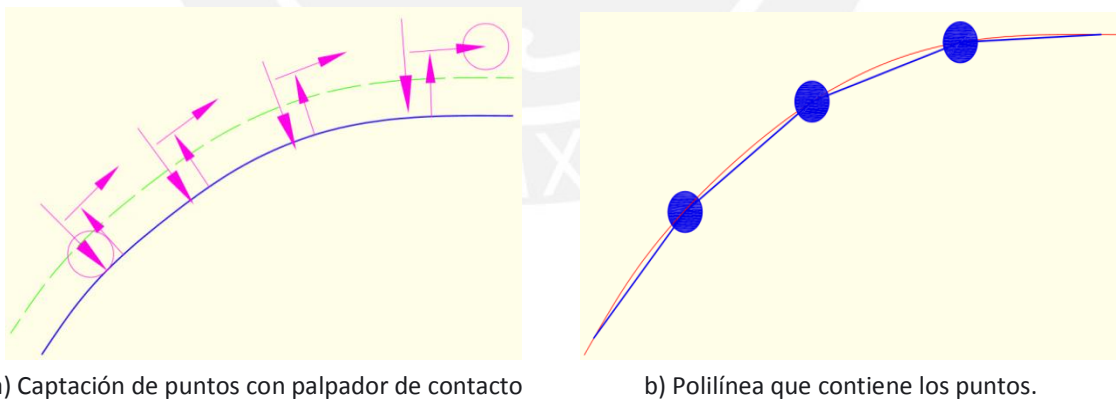 ) Captación de puntos con palpador de contacto
b) Polilínea que contiene los puntos.